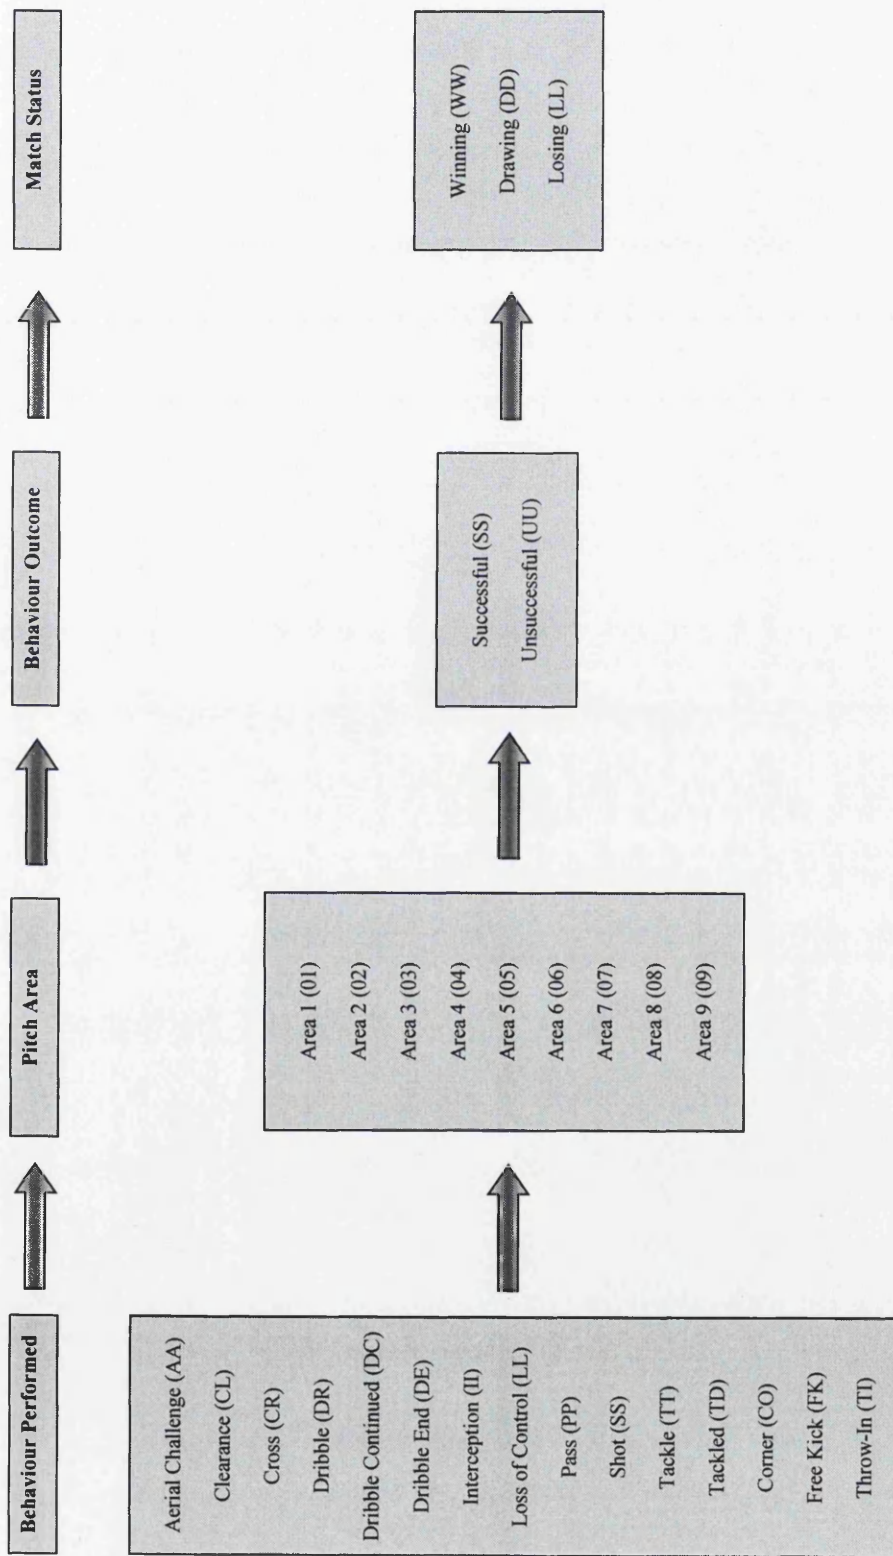 Behaviour Performed
Aerial Challenge (AA)
Clearance (CL)
Cross (CR)
Dribble (DR)
Dribble Continued (DC)
Dribble End (DE)
Interception (II)
Loss of Control (LL)
Pass (PP)
Shot (SS)
Tackle (TT)
Tackled (TD)
Corner (CO)
Free Kick (FK)
Throw-In (TI)
Pitch Area
Area 1 (01)
Area 2 (02)
Area 3 (03)
Area 4 (04)
Area 5 (05)
Area 6 (06)
Area 7 (07)
Area 8 (08)
Area 9 (09)
Behaviour Outcome
Successful (SS)
Unsuccessful (UU)
Match Status
Winning (WW)
Drawing (DD)
Losing (LL)